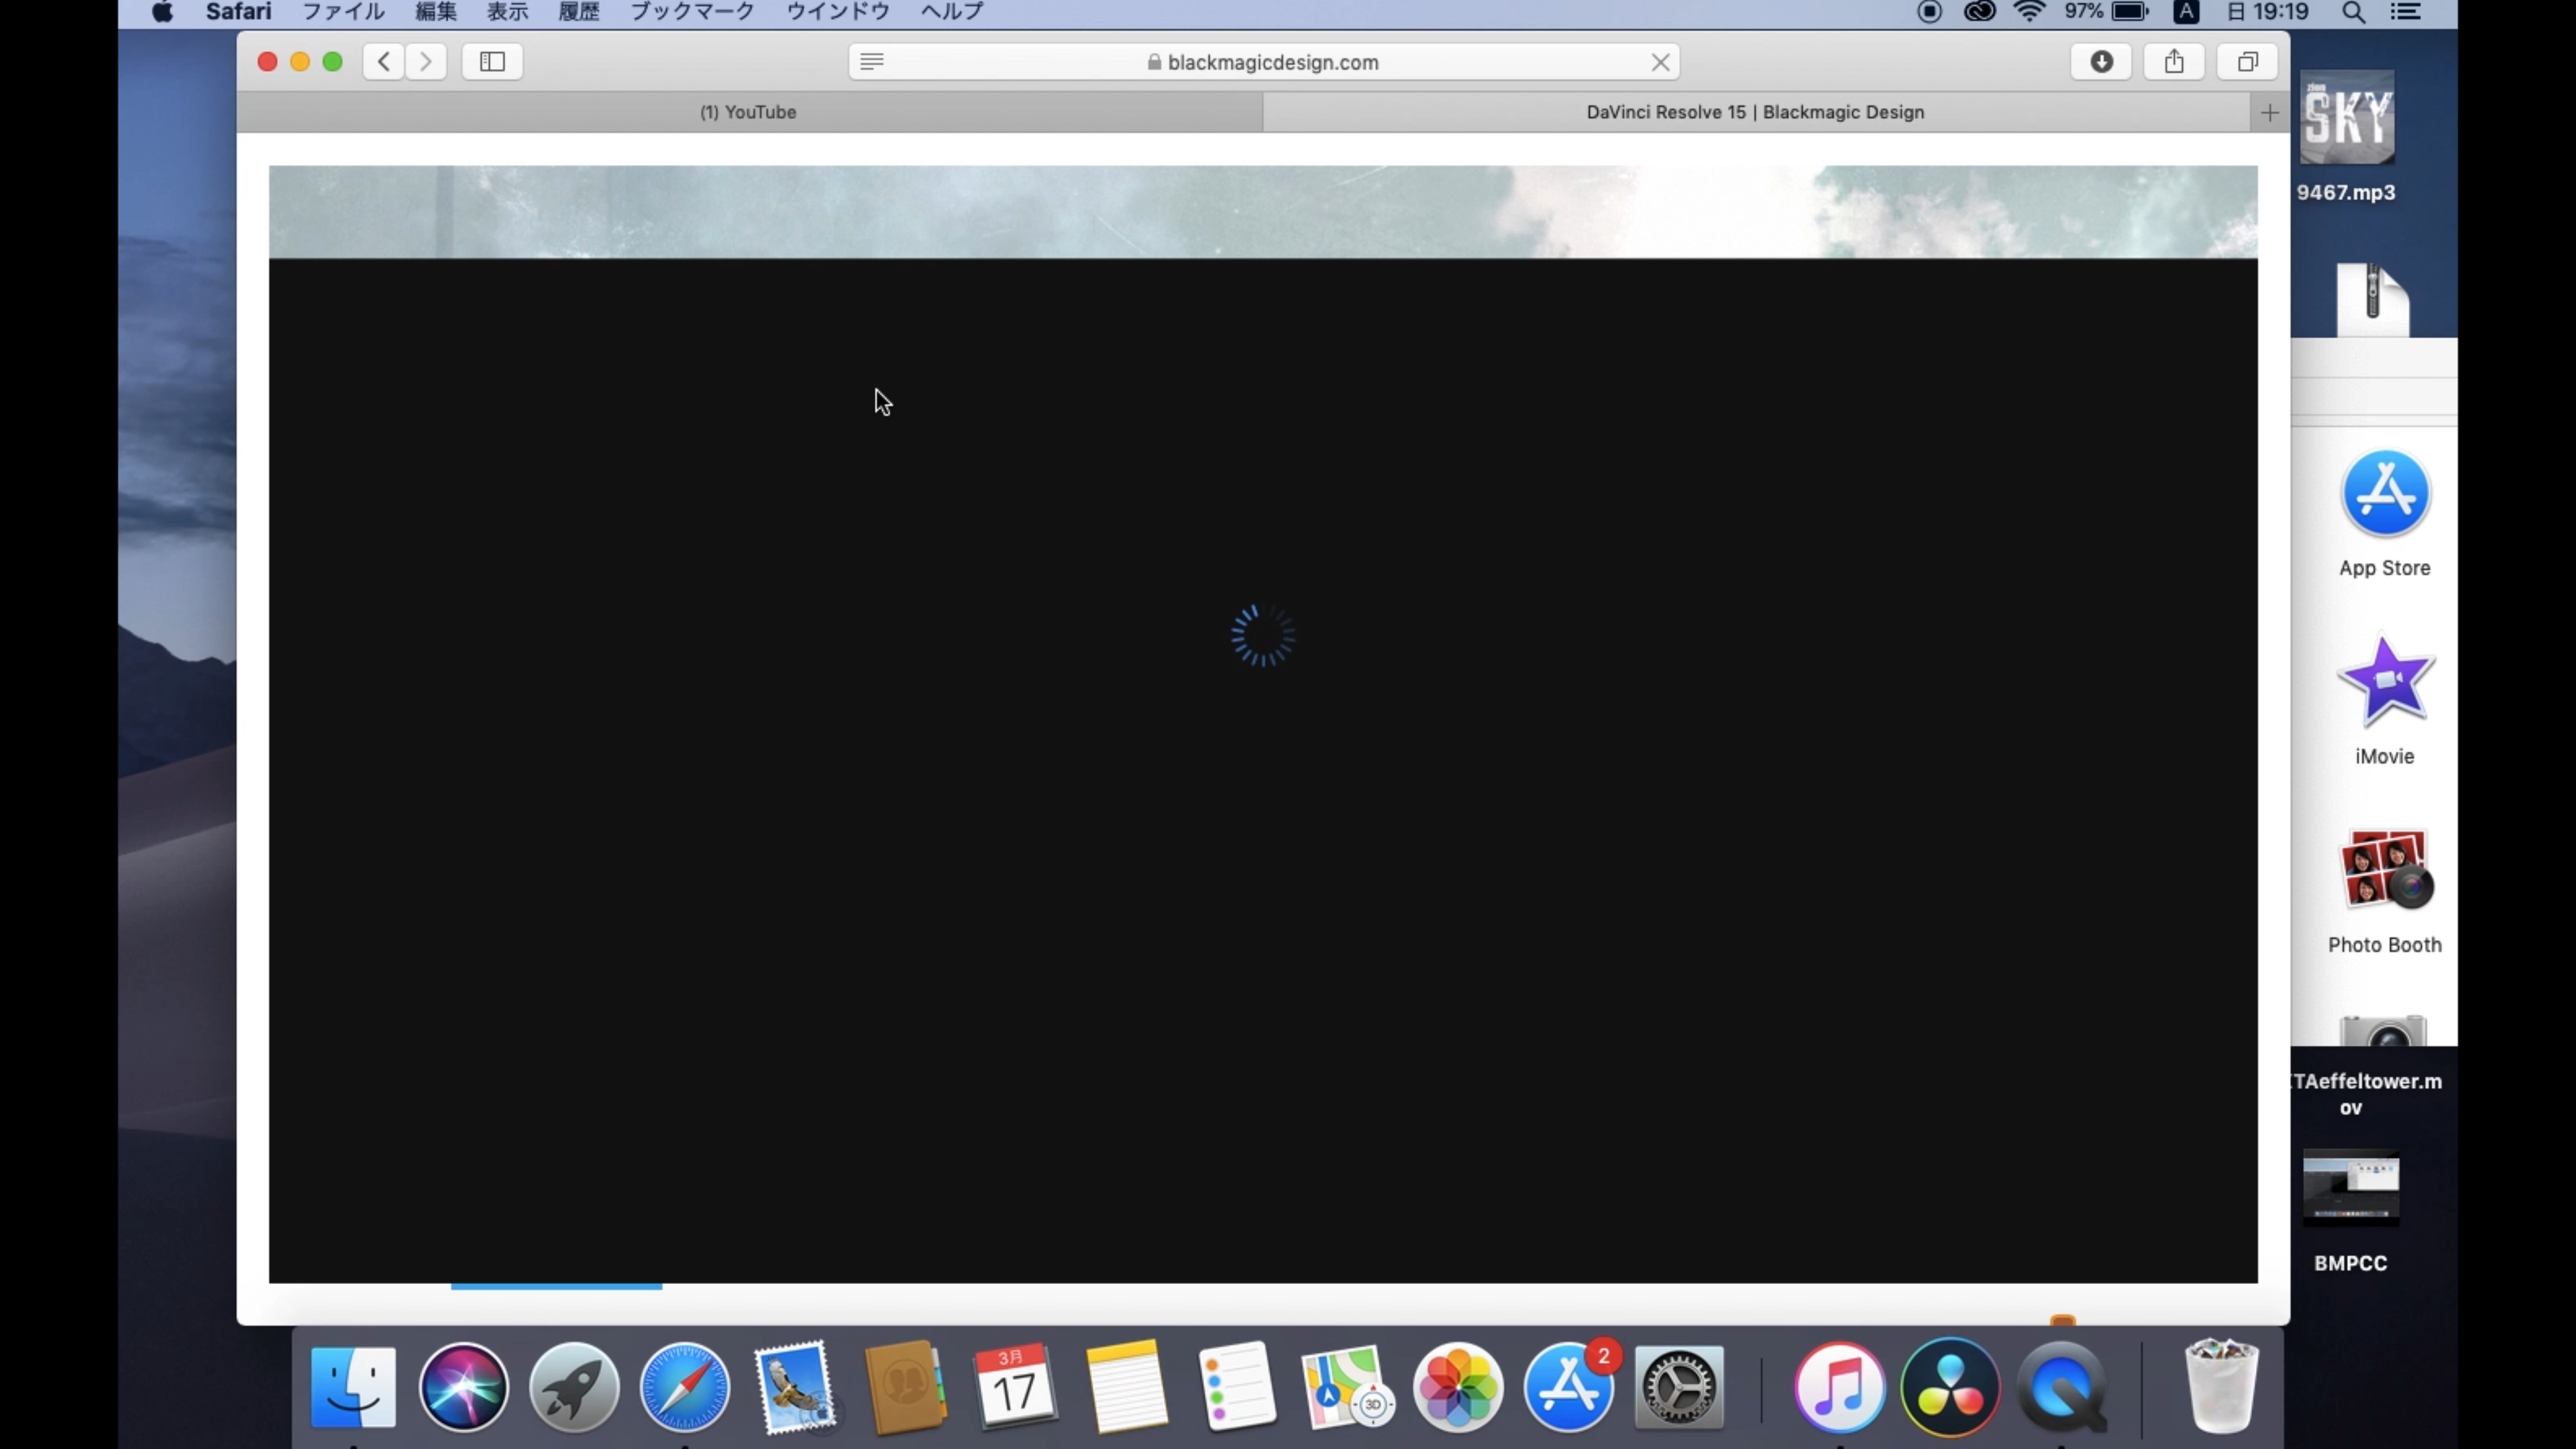 Safari ファイル 編集 表示 履歴 ブックマーク ウインドウ ヘルプ 97% A 日 19:19
blackmagicdesign.com
(1) YouTube
DaVinci Resolve 15 | Blackmagic Design
zion
SKY
9467.mp3
App Store
iMovie
Photo Booth
TAeffeltower.m
ov
BMPCC
3月
17
3D
2